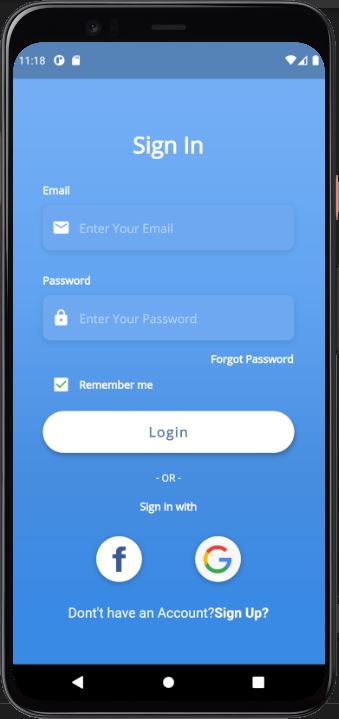 11:18
Sign In
Email
Enter Your Email
Password
Enter Your Password
Forgot Password
Remember me
Login
- OR -
Sign in with
f G
Dont't have an Account?Sign Up?